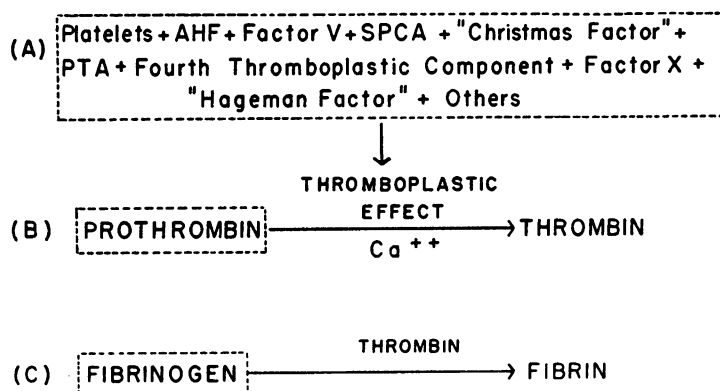 (A) Platelets + AHF + Factor V + SPCA + "Christmas Factor" +
PTA + Fourth Thromboplastic Component + Factor X +
"Hageman Factor" + Others
THROMBOPLASTIC
EFFECT
(B) PROTHROMBIN THROMBIN
Ca++
THROMBIN
(C) FIBRINOGEN FIBRIN